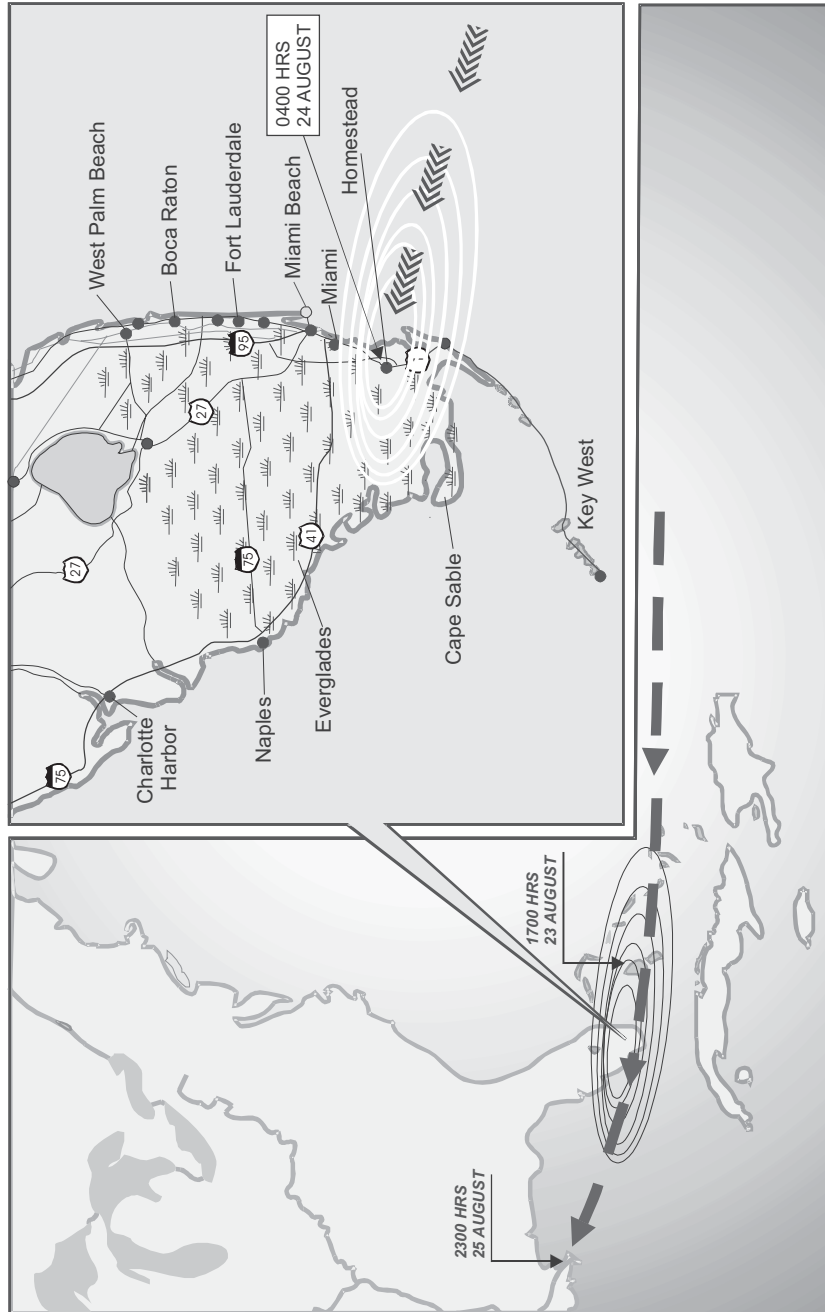 0400 HRS
24 AUGUST
West Palm Beach
Boca Raton
Fort Lauderdale
Miami Beach
Miami
Homestead
95
27
27
75
41
1
75
Charlotte
Harbor
Naples
Everglades
Cape Sable
Key West
1700 HRS
23 AUGUST
2300 HRS
25 AUGUST